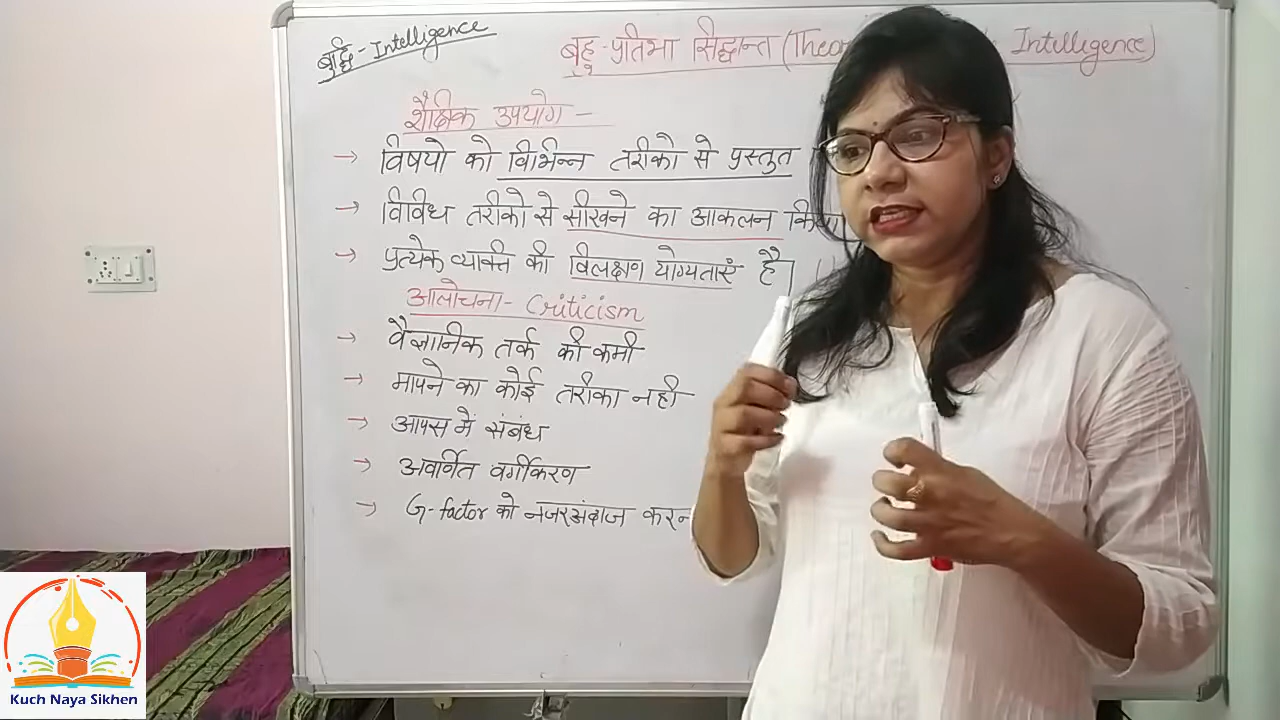 बुद्धि - Intelligence
बहु-प्रतिभा सिद्धान्त (Theor Intelligence)
शैक्षिक उपयोग -
→ विषयो को विभिन्न तरीको से प्रस्तुत
→ विविध तरीको से सीखने का आकलन किया
→ प्रत्येक व्यक्ति की विलक्षण योग्यताएं है।
आलोचना - Criticism
→ वैज्ञानिक तर्क की कमी
→ मापने का कोई तरीका नही
→ आपस में संबंध
→ अवर्णित वर्गीकरण
→ G-factor को नजरअंदाज करन
Kuch Naya Sikhen